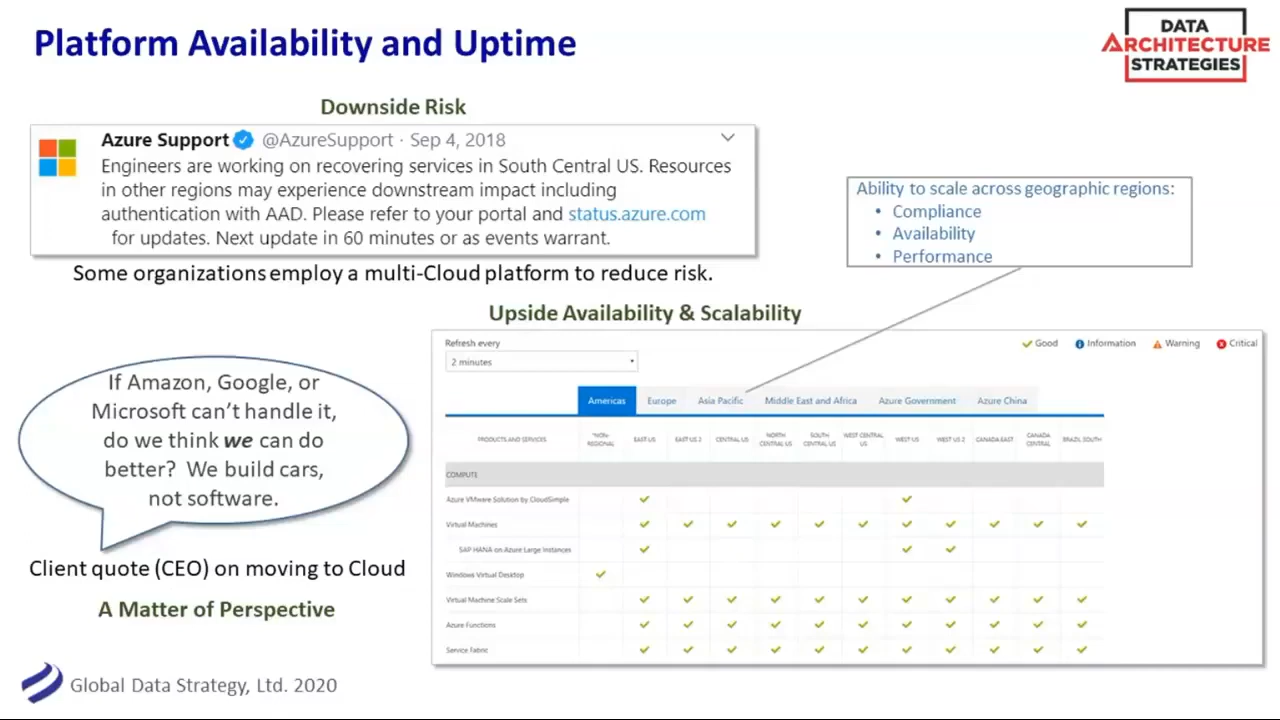 Platform Availability and Uptime
DATA
ARCHITECTURE
STRATEGIES
Downside Risk
Azure Support @AzureSupport · Sep 4, 2018
Engineers are working on recovering services in South Central US. Resources
in other regions may experience downstream impact including
authentication with AAD. Please refer to your portal and status.azure.com
for updates. Next update in 60 minutes or as events warrant.
Some organizations employ a multi-Cloud platform to reduce risk.
Ability to scale across geographic regions:
• Compliance
• Availability
• Performance
Upside Availability & Scalability
Refresh every
2 minutes
Good Information Warning Critical
Americas Europe Asia Pacific Middle East and Africa Azure Government Azure China
PRODUCTS AND SERVICES *NON-REGIONAL EAST US EAST US 2 CENTRAL US NORTH CENTRAL US SOUTH CENTRAL US WEST CENTRAL US WEST US WEST US 2 CANADA EAST CANADA CENTRAL BRAZIL SOUTH
COMPUTE
Azure VMware Solution by CloudSimple
Virtual Machines
SAP HANA on Azure Large Instances
Windows Virtual Desktop
Virtual Machine Scale Sets
Azure Functions
Service Fabric
If Amazon, Google, or
Microsoft can't handle it,
do we think we can do
better? We build cars,
not software.
Client quote (CEO) on moving to Cloud
A Matter of Perspective
Global Data Strategy, Ltd. 2020